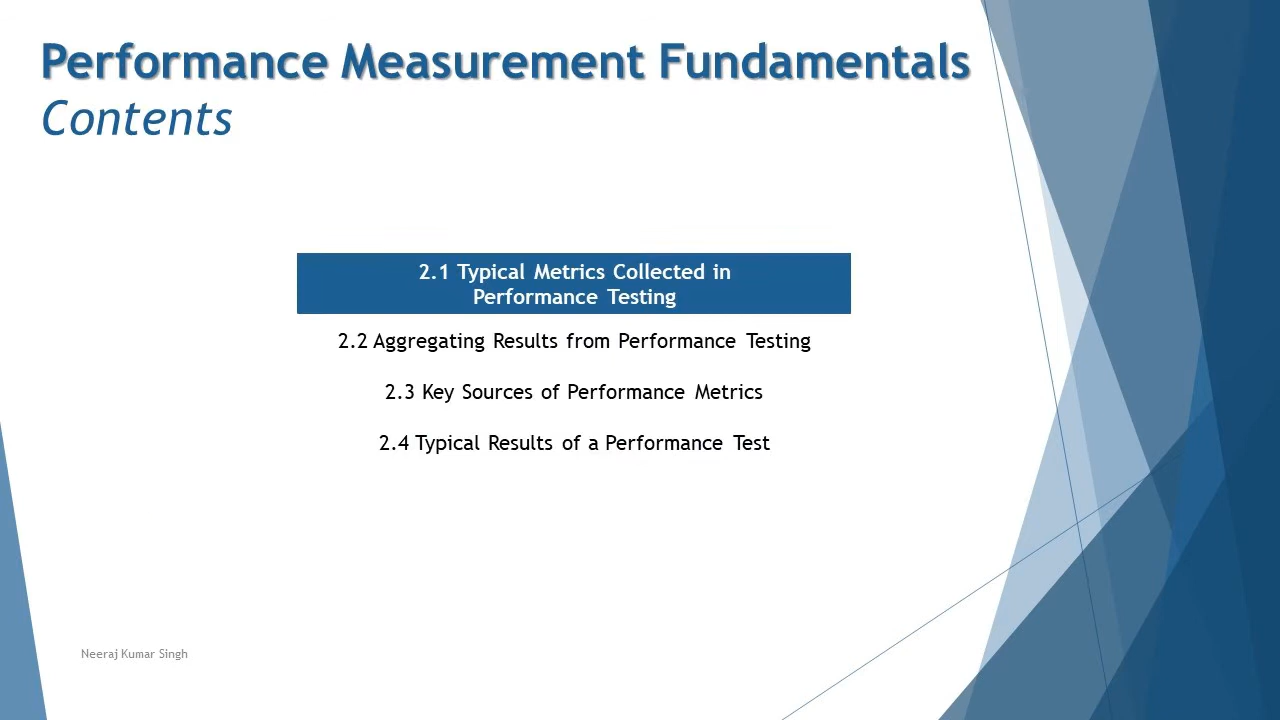 Performance Measurement Fundamentals
Contents
2.1 Typical Metrics Collected in
Performance Testing
2.2 Aggregating Results from Performance Testing
2.3 Key Sources of Performance Metrics
2.4 Typical Results of a Performance Test
Neeraj Kumar Singh